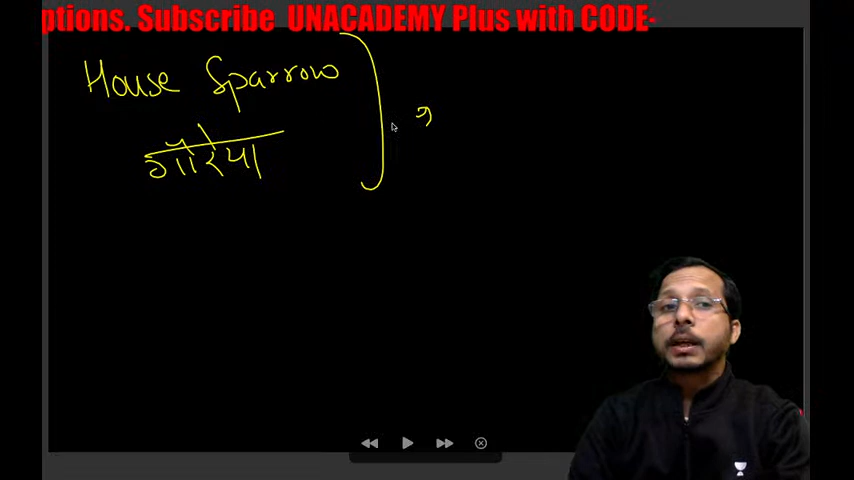 ptions. Subscribe UNACADEMY Plus with CODE-
House Sparrow
गौरैया